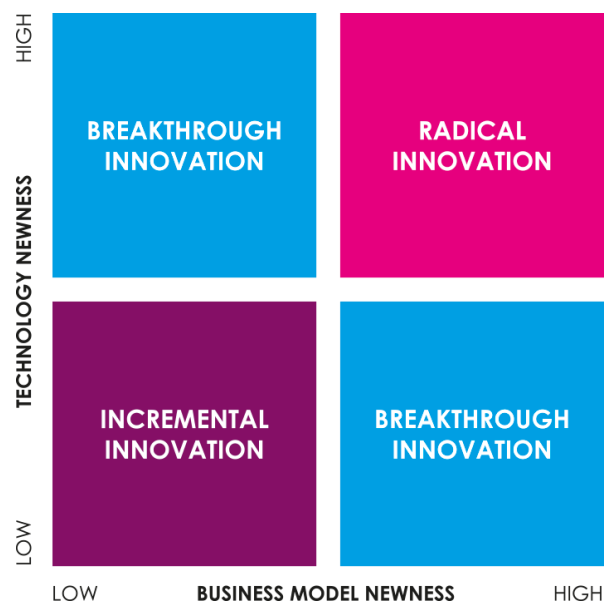 HIGH
TECHNOLOGY NEWNESS
LOW
BREAKTHROUGH
INNOVATION
RADICAL
INNOVATION
INCREMENTAL
INNOVATION
BREAKTHROUGH
INNOVATION
LOW
BUSINESS MODEL NEWNESS
HIGH